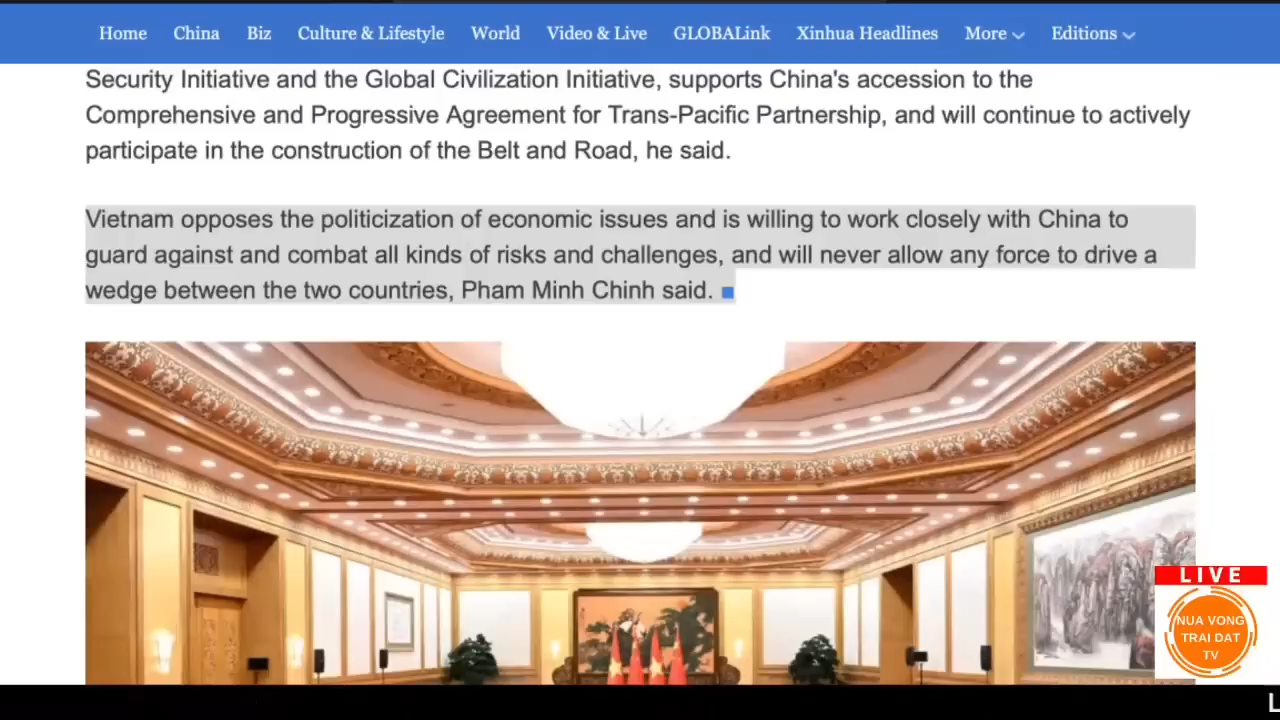 Home China Biz Culture & Lifestyle World Video & Live GLOBALink Xinhua Headlines More Editions
Security Initiative and the Global Civilization Initiative, supports China's accession to the
Comprehensive and Progressive Agreement for Trans-Pacific Partnership, and will continue to actively
participate in the construction of the Belt and Road, he said.
Vietnam opposes the politicization of economic issues and is willing to work closely with China to
guard against and combat all kinds of risks and challenges, and will never allow any force to drive a
wedge between the two countries, Pham Minh Chinh said.
LIVE
NUA VONG
TRAI DAT
TV